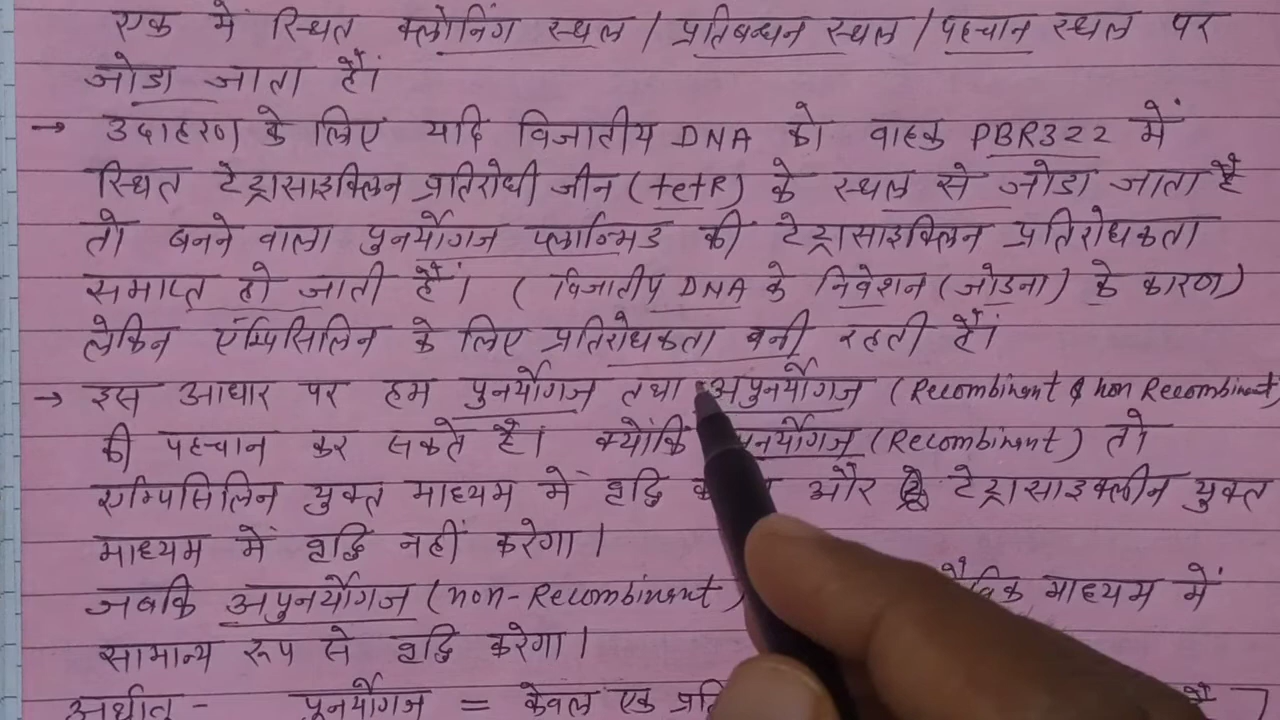 एक में स्थित क्लोनिंग स्थल / प्रतिबन्धन स्थल / पहचान स्थल पर
जोडा जाता हैं।
→ उदाहरण के लिए यदि विजातीय DNA को वाहक PBR322 में
स्थित टेट्रासाइक्लिन प्रतिरोधी जीन (tetR) के स्थल से जोडा जाता है
तो बनने वाला पुनर्योगज प्लाज्मिड की टेट्रासाइक्लिन प्रतिरोधकता
समाप्त हो जाती हैं। (विजातीय DNA के निवेशन (जोडना) के कारण)
लेकिन एम्पिसिलिन के लिए प्रतिरोधकता बनी रहती हैं।
→ इस आधार पर हम पुनर्योगज तथा अपुनर्योगज (Recombinant & non Recombinant)
की पहचान कर सकते है। क्योंकि पुनर्योगज (Recombinant) तो
एम्पिसिलिन युक्त माध्यम में वृद्धि और टेट्रासाइक्लीन युक्त
माध्यम में वृद्धि नहीं करेगा।
जबकि अपुनर्योगज (non-Recombinant) माध्यम में
सामान्य रूप से वृद्धि करेगा।
अर्थात् - पुनर्योगज = केवल एक